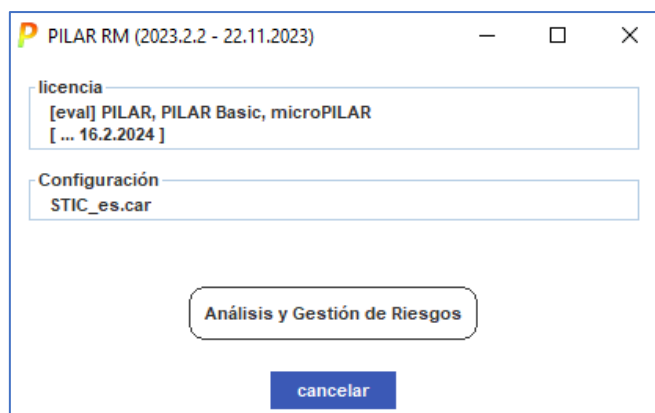 PILAR RM (2023.2.2 - 22.11.2023)
licencia
[eval] PILAR, PILAR Basic, microPILAR
[ ... 16.2.2024 ]
Configuración
STIC_es.car
Análisis y Gestión de Riesgos
cancelar